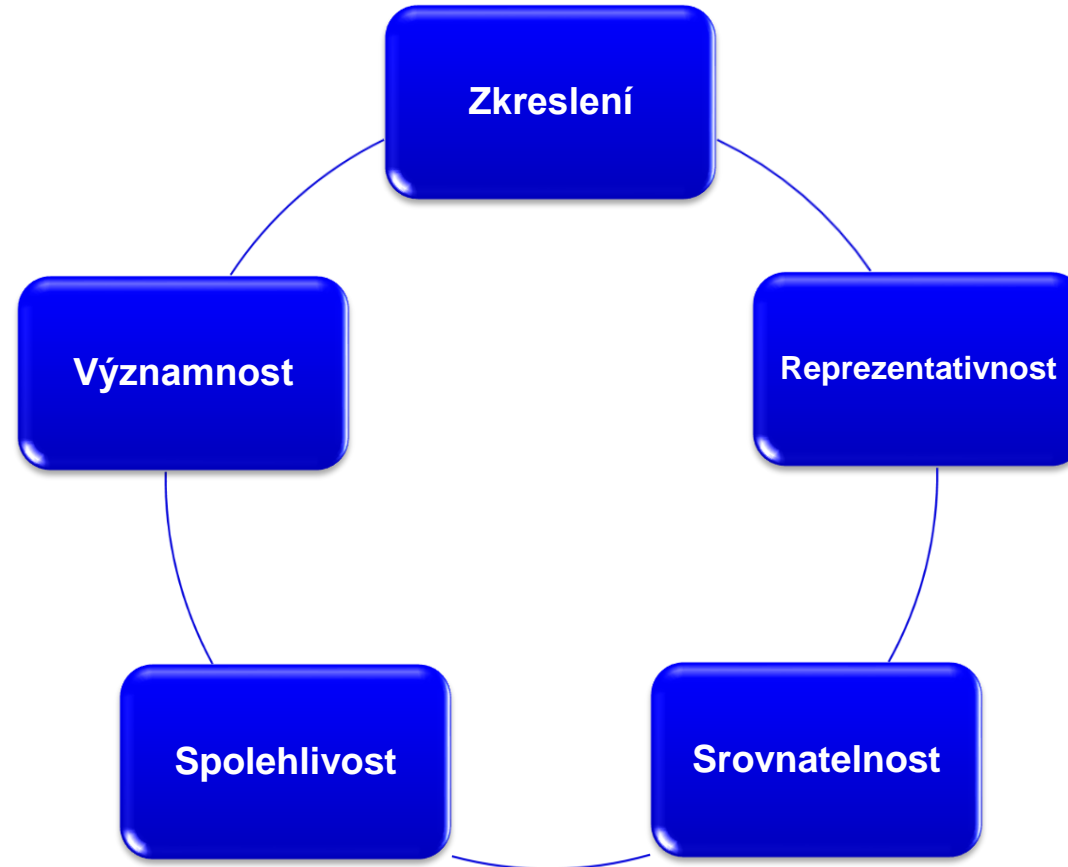 Zkreslení
Významnost
Reprezentativnost
Spolehlivost
Srovnatelnost